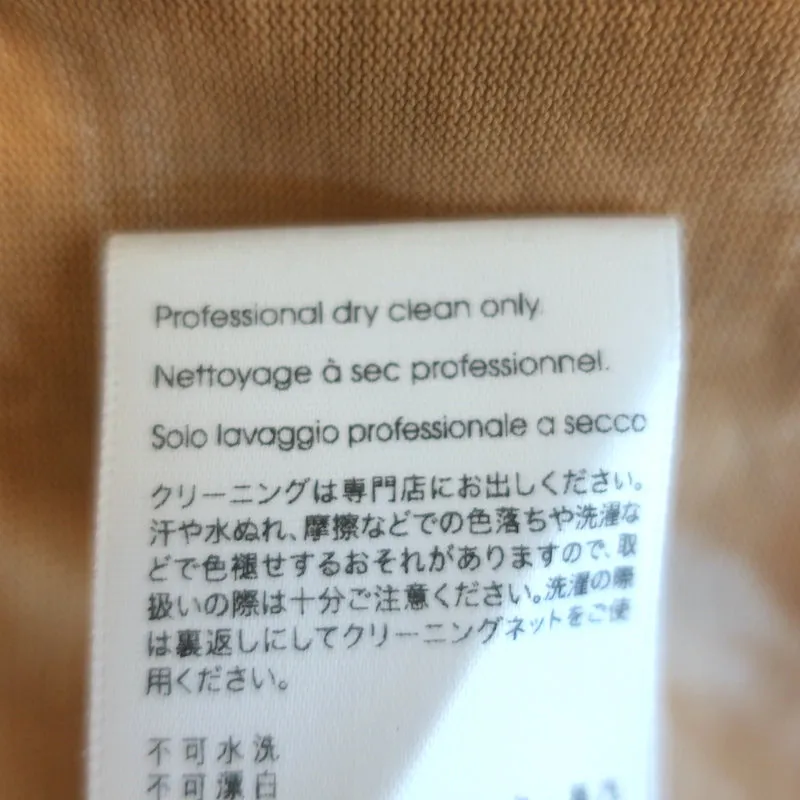 Professional dry clean only.
Nettoyage à sec professionnel.
Solo lavaggio professionale a secco
クリーニングは専門店にお出しください。
汗や水ぬれ、摩擦などでの色落ちや洗濯な
どで色褪せするおそれがありますので、取
扱いの際は十分ご注意ください。洗濯の際
は裏返しにしてクリーニングネットをご使
用ください。
不可水洗
不可漂白